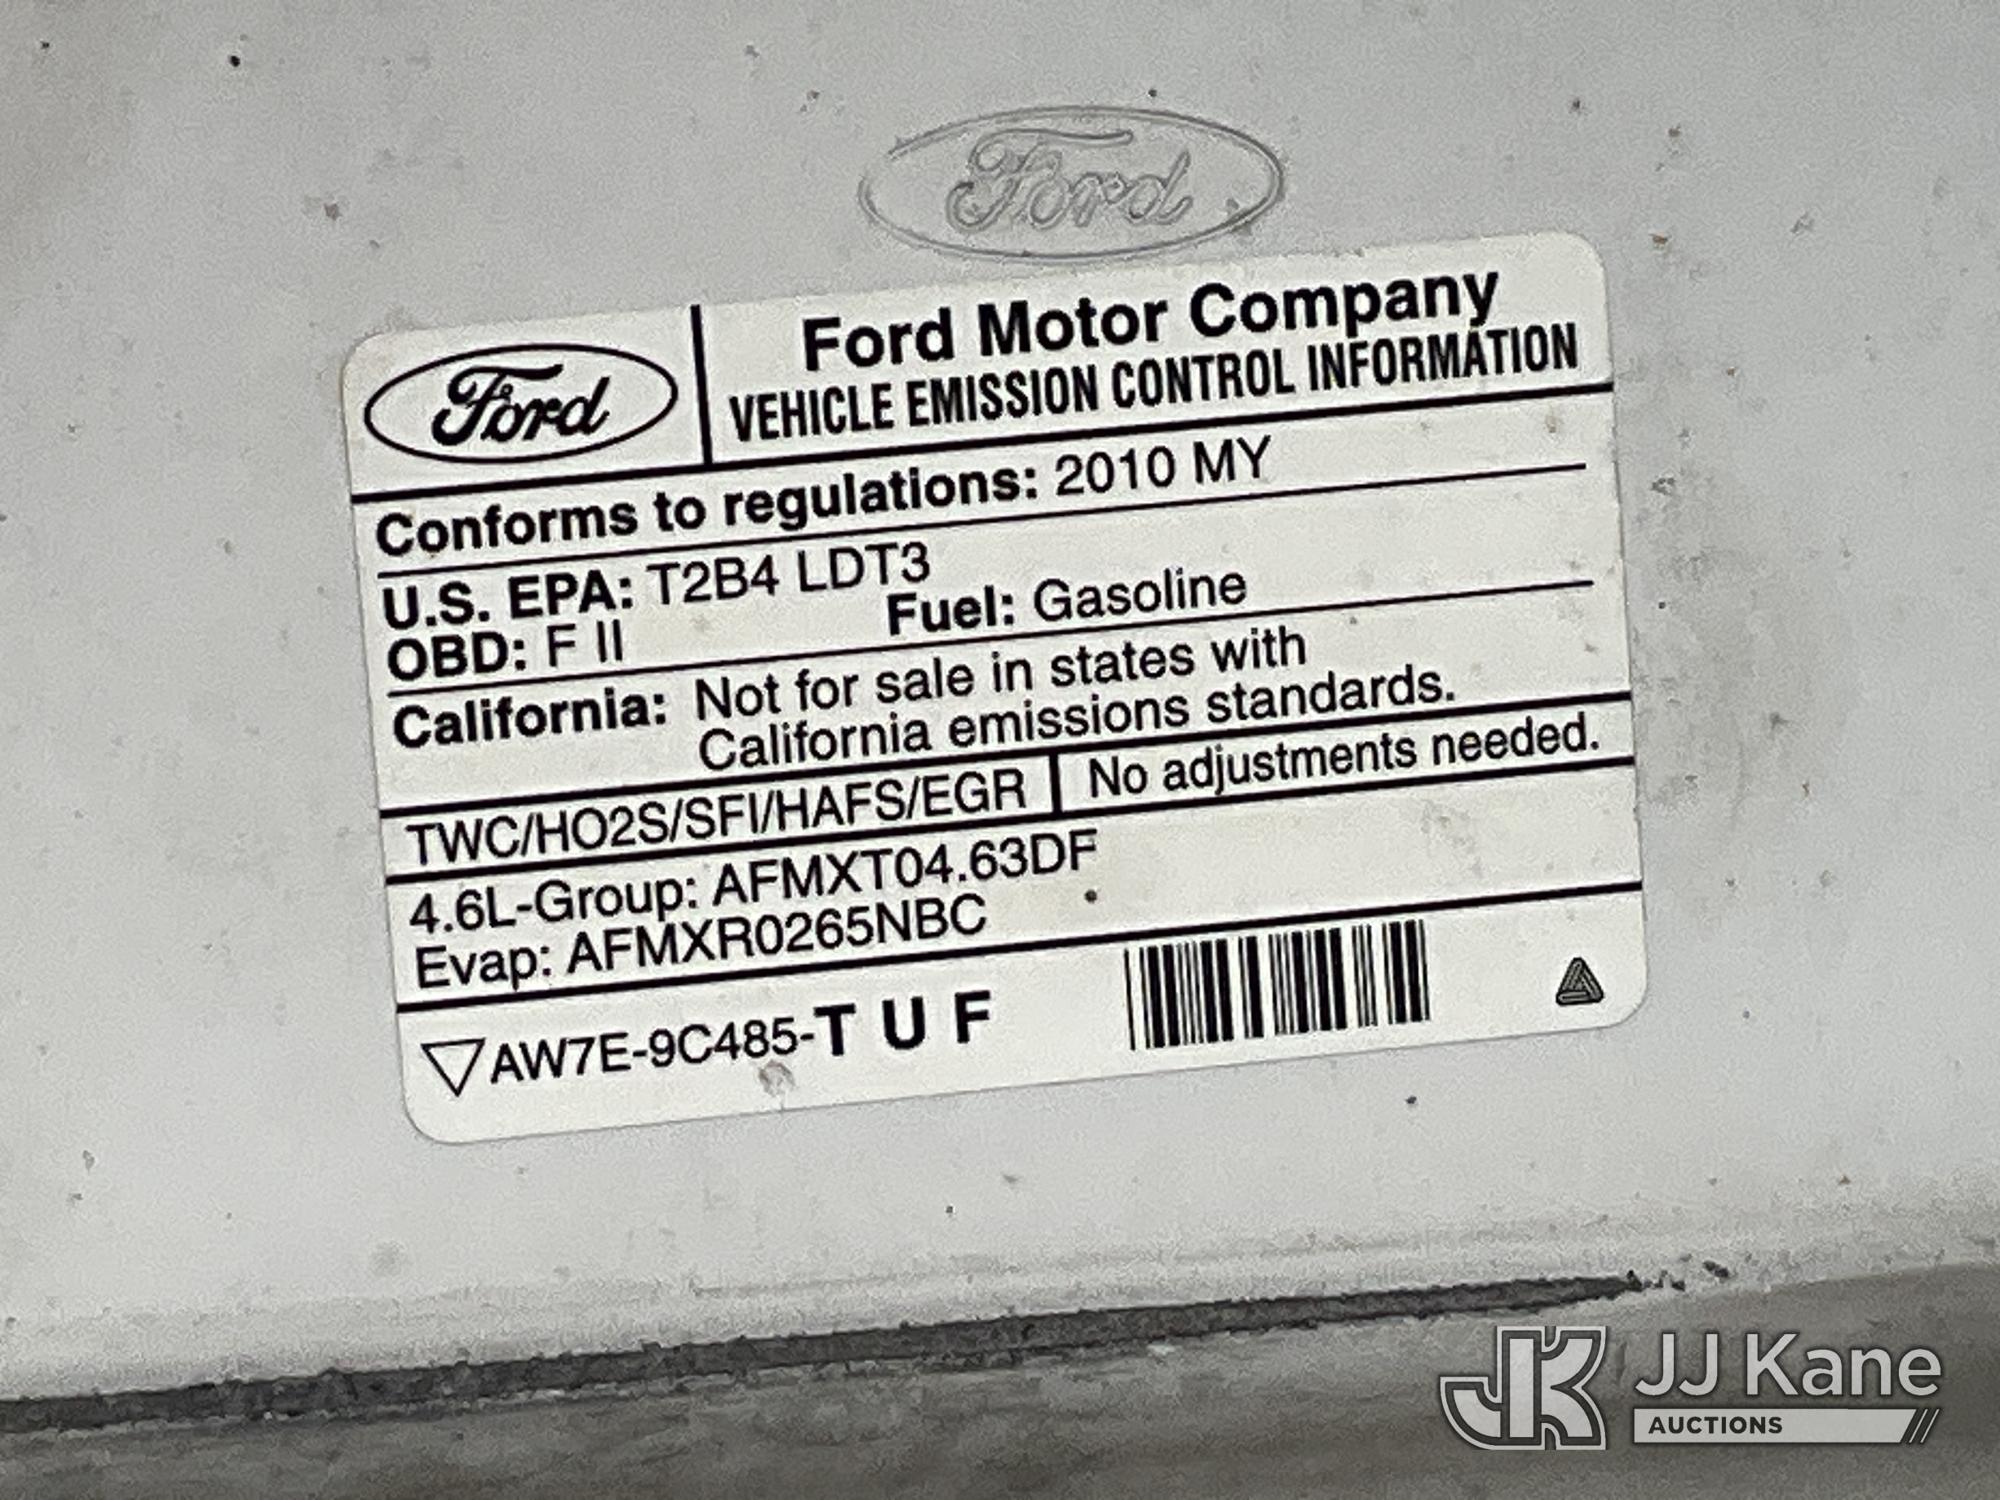 Ford
Ford
Ford Motor Company
VEHICLE EMISSION CONTROL INFORMATION
Conforms to regulations: 2010 MY
U.S. EPA: T2B4 LDT3
OBD: F II Fuel: Gasoline
California: Not for sale in states with
California emissions standards.
TWC/HO2S/SFI/HAFS/EGR No adjustments needed.
4.6L-Group: AFMXT04.63DF
Evap: AFMXR0265NBC
AW7E-9C485-T U F
JK JJ Kane
AUCTIONS